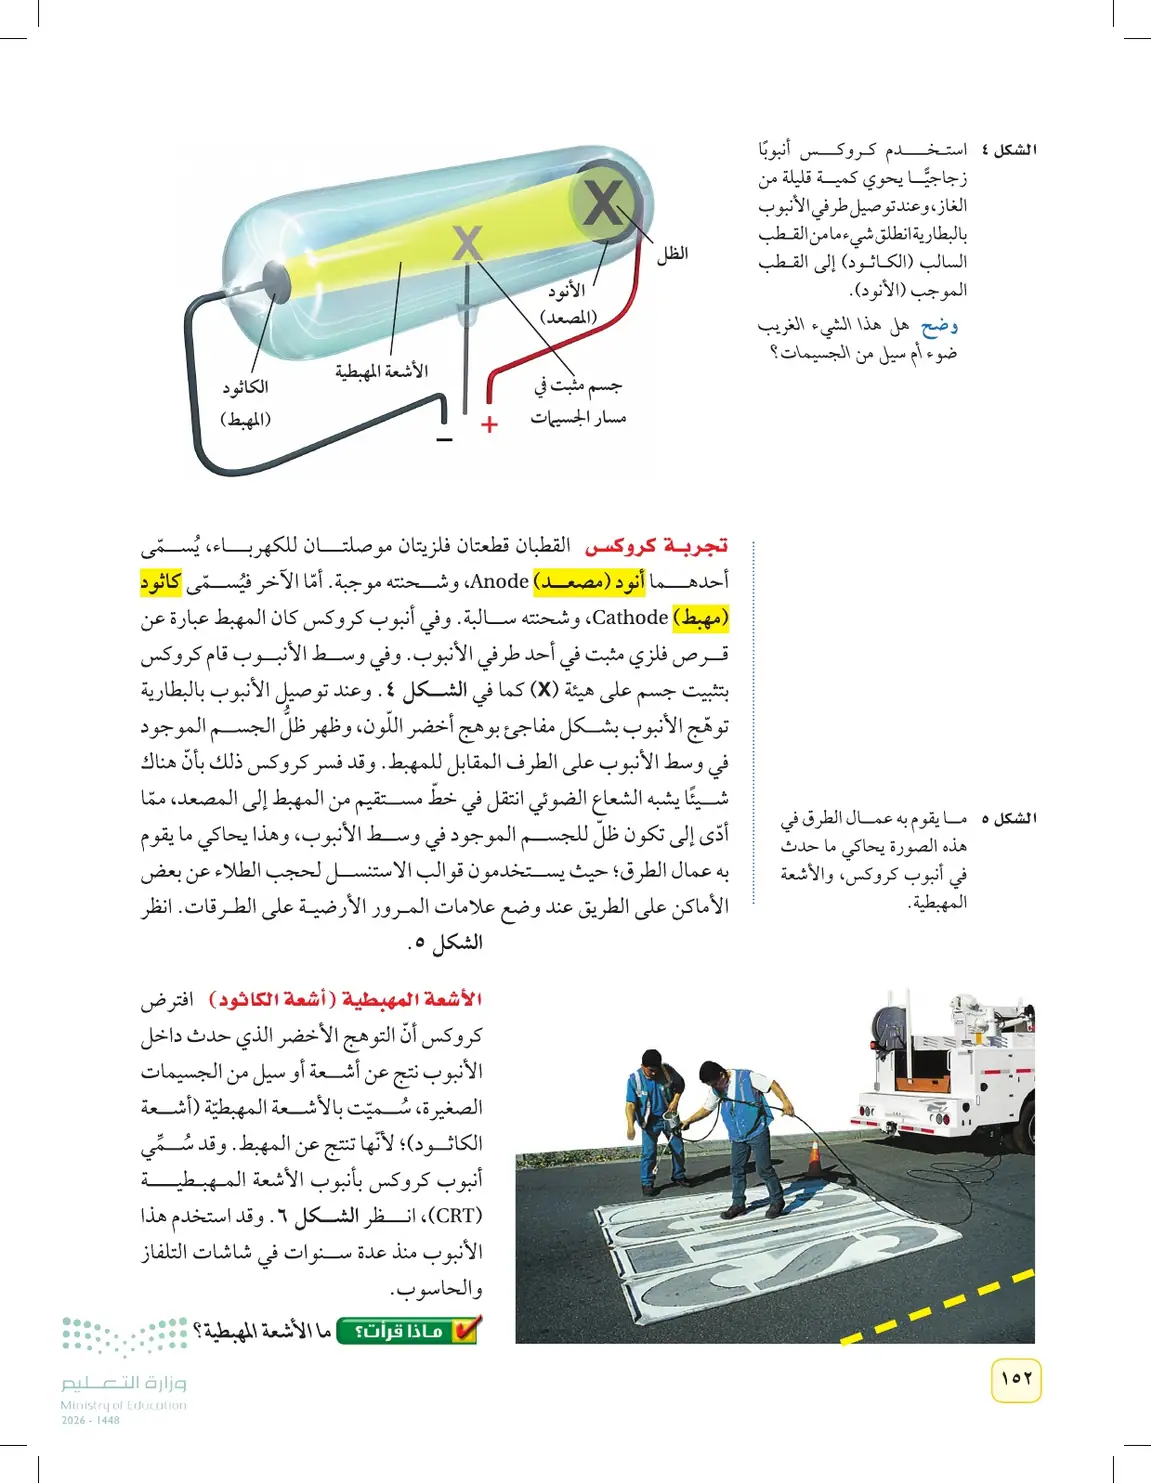 الشكل ٤ استخدم كروكس أنبوبًا
زجاجيًّا يحوي كمية قليلة من
الغاز، وعند توصيل طرفي الأنبوب
بالبطارية انطلق شيء ما من القطب
السالب (الكاثود) إلى القطب
الموجب (الأنود).
وضح هل هذا الشيء الغريب
ضوء أم سيل من الجسيمات؟
X
X
الظل
الأنود
(المصعد)
الأشعة المهبطية
جسم مثبت في
مسار الجسيمات
الكاثود
(المهبط)
+
−
تجربة كروكس القطبان قطعتان فلزيتان موصلتان للكهرباء، يُسمّى
أحدهما أنود (مصعد) Anode، وشحنته موجبة. أمّا الآخر فيُسمّى كاثود
(مهبط) Cathode، وشحنته سالبة. وفي أنبوب كروكس كان المهبط عبارة عن
قرص فلزي مثبت في أحد طرفي الأنبوب. وفي وسط الأنبوب قام كروكس
بتثبيت جسم على هيئة (X) كما في الشكل ٤. وعند توصيل الأنبوب بالبطارية
توهّج الأنبوب بشكل مفاجئ بوهج أخضر اللّون، وظهر ظلُّ الجسم الموجود
في وسط الأنبوب على الطرف المقابل للمهبط. وقد فسر كروكس ذلك بأنّ هناك
شيئًا يشبه الشعاع الضوئي انتقل في خطّ مستقيم من المهبط إلى المصعد، ممّا
أدّى إلى تكون ظلّ للجسم الموجود في وسط الأنبوب، وهذا يحاكي ما يقوم
به عمال الطرق؛ حيث يستخدمون قوالب الاستنسل لحجب الطلاء عن بعض
الأماكن على الطريق عند وضع علامات المرور الأرضية على الطرقات. انظر
الشكل ٥.
الشكل ٥ ما يقوم به عمال الطرق في
هذه الصورة يحاكي ما حدث
في أنبوب كروكس، والأشعة
المهبطية.
الأشعة المهبطية (أشعة الكاثود) افترض
كروكس أنّ التوهج الأخضر الذي حدث داخل
الأنبوب نتج عن أشعة أو سيل من الجسيمات
الصغيرة، سُميّت بالأشعة المهبطيّة (أشعة
الكاثود)؛ لأنّها تنتج عن المهبط. وقد سُمِّي
أنبوب كروكس بأنبوب الأشعة المهبطية
(CRT)، انظر الشكل ٦. وقد استخدم هذا
الأنبوب منذ عدة سنوات في شاشات التلفاز
والحاسوب.
ماذا قرأت؟ ما الأشعة المهبطية؟
وزارة التعليم
Ministry of Education
2026 - 1448
١٥٢